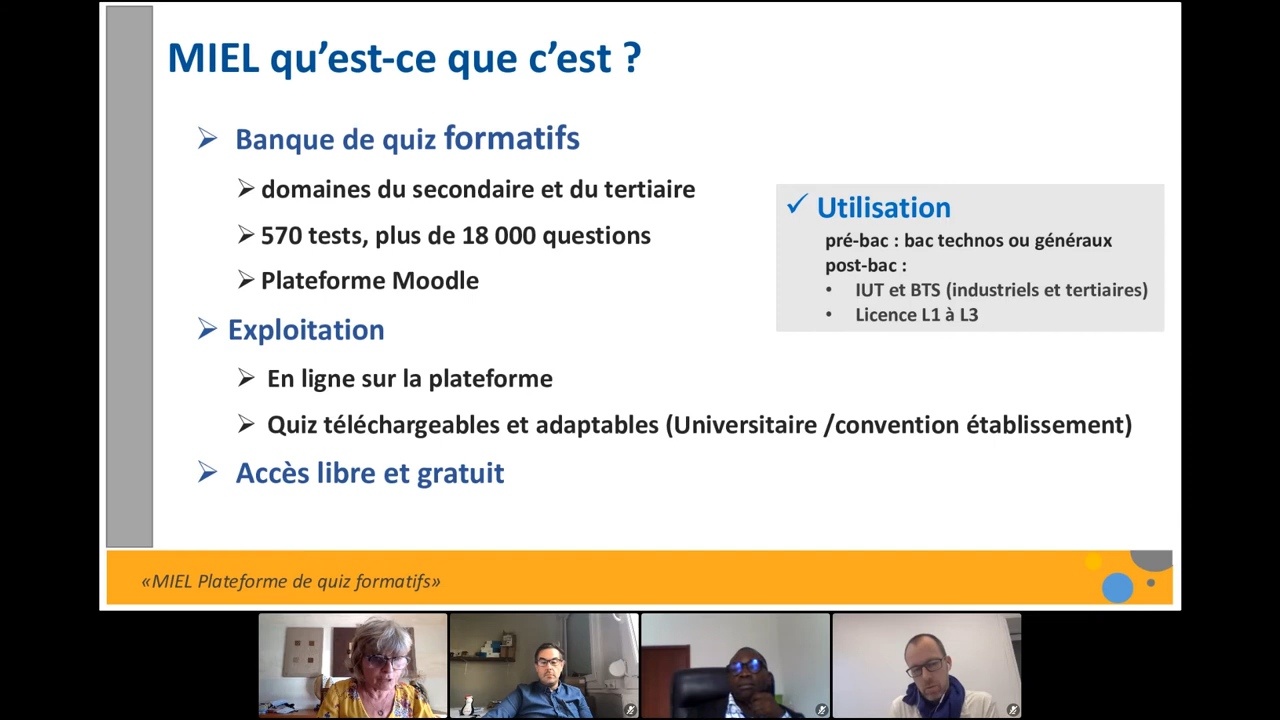 MIEL qu’est-ce que c’est ?
Banque de quiz formatifs
domaines du secondaire et du tertiaire
570 tests, plus de 18 000 questions
Plateforme Moodle
Exploitation
En ligne sur la plateforme
Quiz téléchargeables et adaptables (Universitaire /convention établissement)
Accès libre et gratuit
Utilisation
pré-bac : bac technos ou généraux
post-bac :
• IUT et BTS (industriels et tertiaires)
• Licence L1 à L3
«MIEL Plateforme de quiz formatifs»